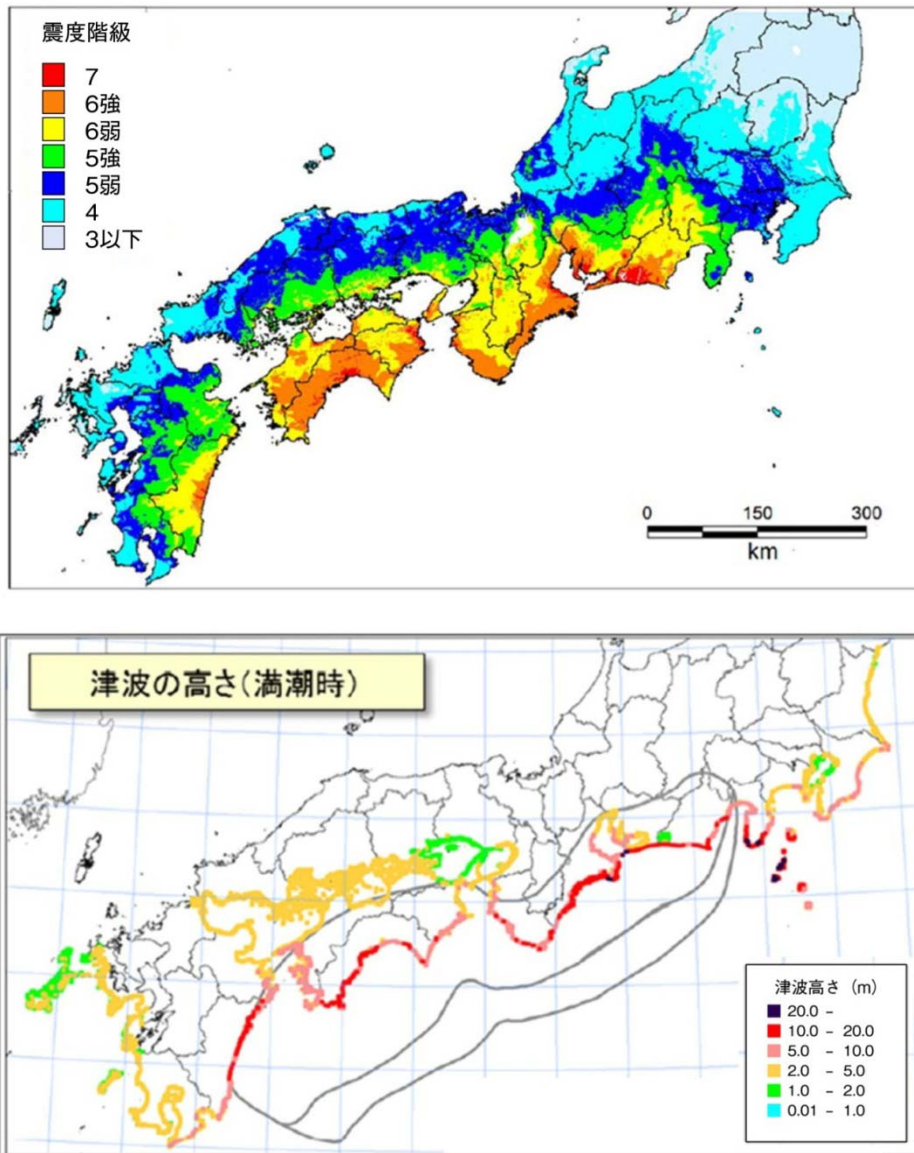 震度階級
7
6強
6弱
5強
5弱
4
3以下
0 150 300
km
津波の高さ(満潮時)
津波高さ (m)
20.0 -
10.0 - 20.0
5.0 - 10.0
2.0 - 5.0
1.0 - 2.0
0.01 - 1.0